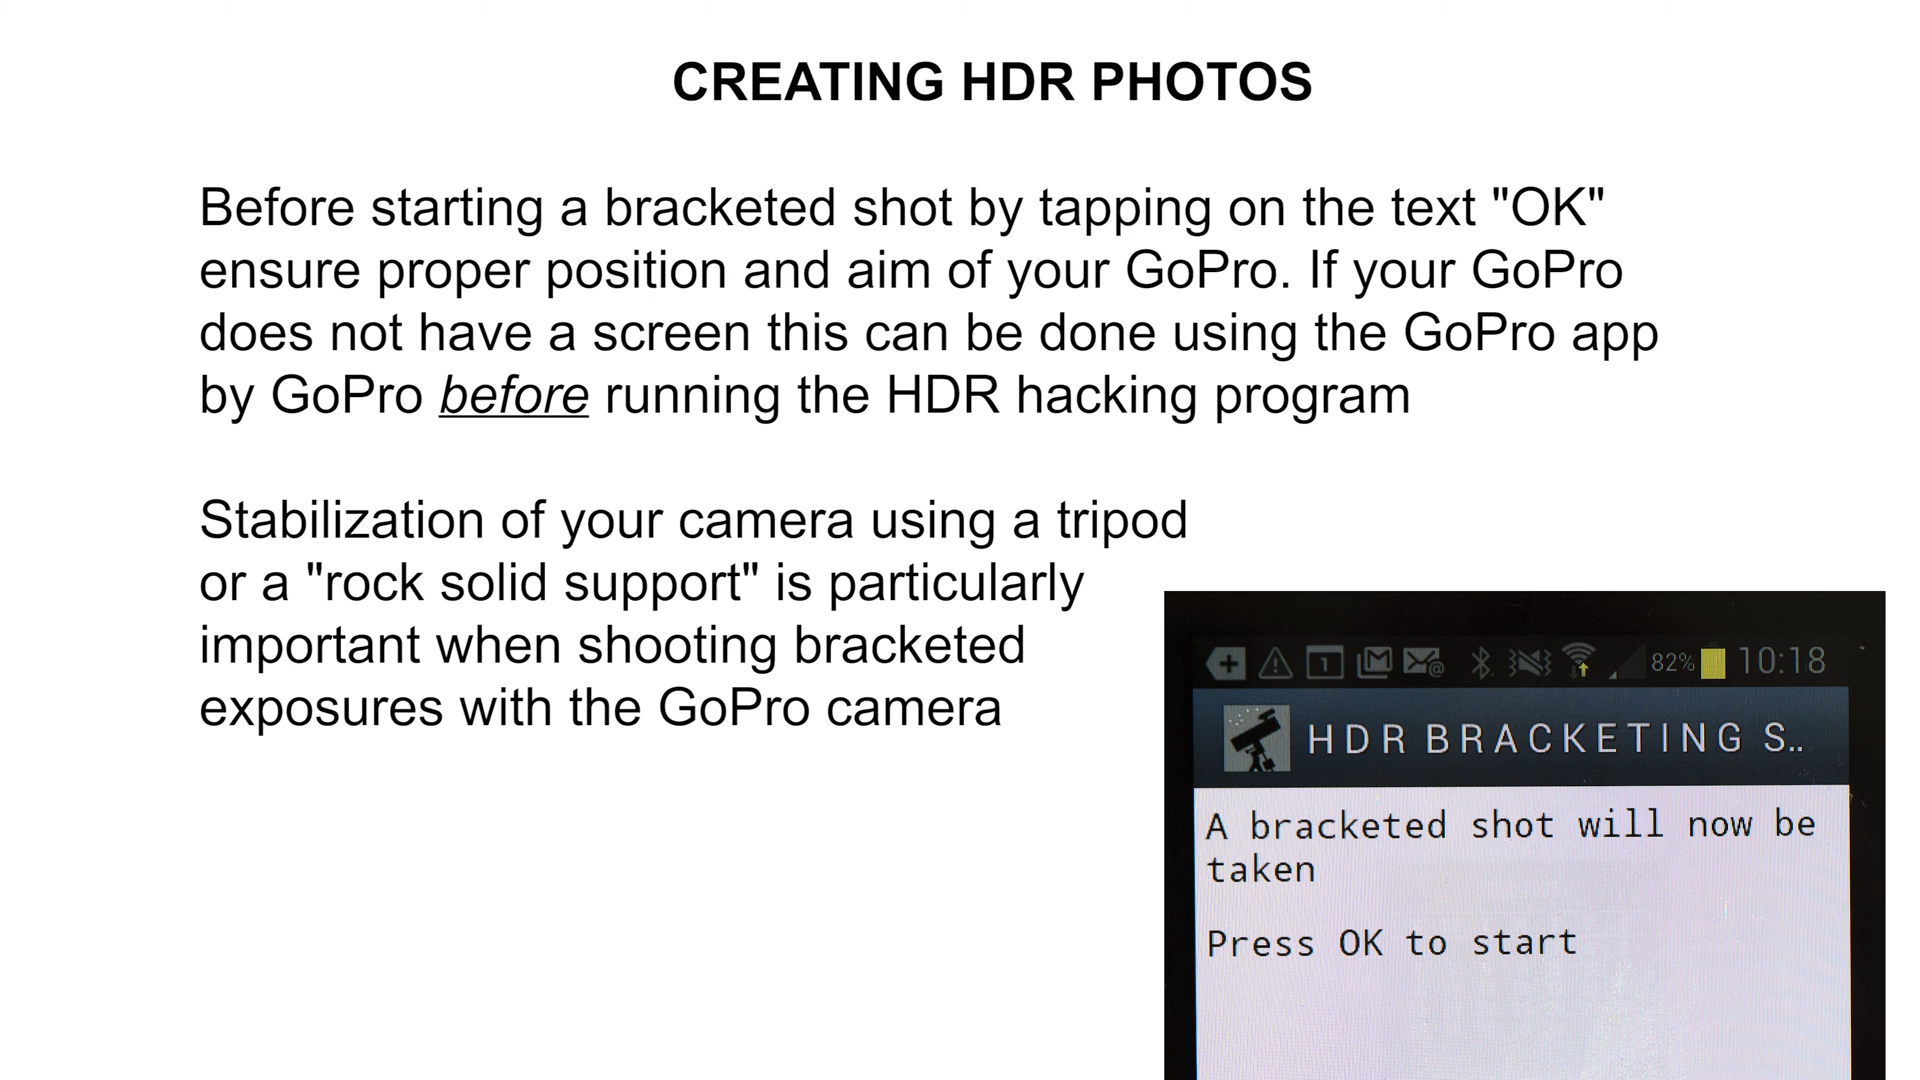 CREATING HDR PHOTOS
Before starting a bracketed shot by tapping on the text "OK"
ensure proper position and aim of your GoPro. If your GoPro
does not have a screen this can be done using the GoPro app
by GoPro before running the HDR hacking program
Stabilization of your camera using a tripod
or a "rock solid support" is particularly
important when shooting bracketed
exposures with the GoPro camera
1 82% 10:18
HDR BRACKETING S..
A bracketed shot will now be
taken
Press OK to start